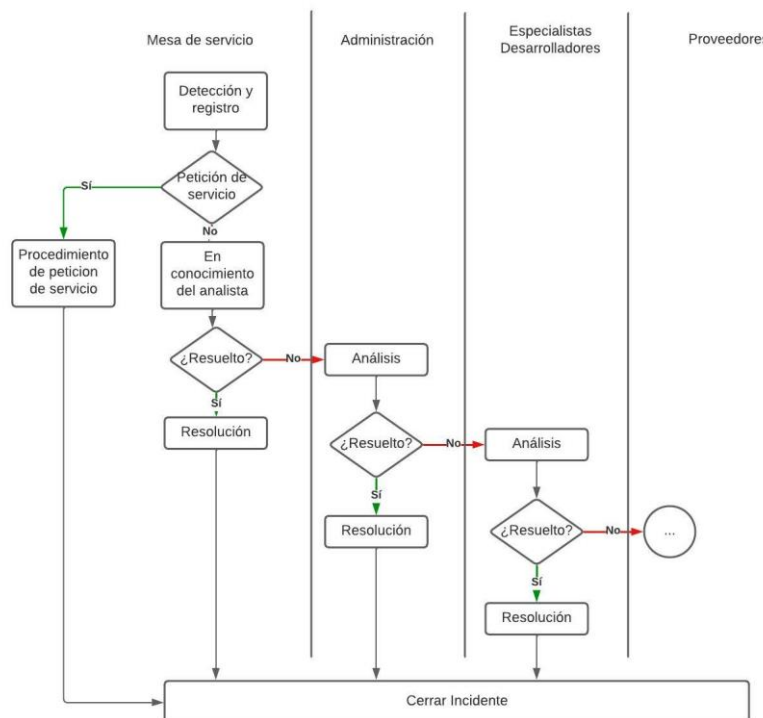 Mesa de servicio
Administración
Especialistas
Desarrolladores
Proveedores
Detección y
registro
Petición de
servicio
Sí
No
Procedimiento
de peticion
de servicio
En
conocimiento
del analista
¿Resuelto?
No
Análisis
Sí
Resolución
¿Resuelto?
No
Análisis
Sí
Resolución
¿Resuelto?
No
...
Sí
Resolución
Cerrar Incidente